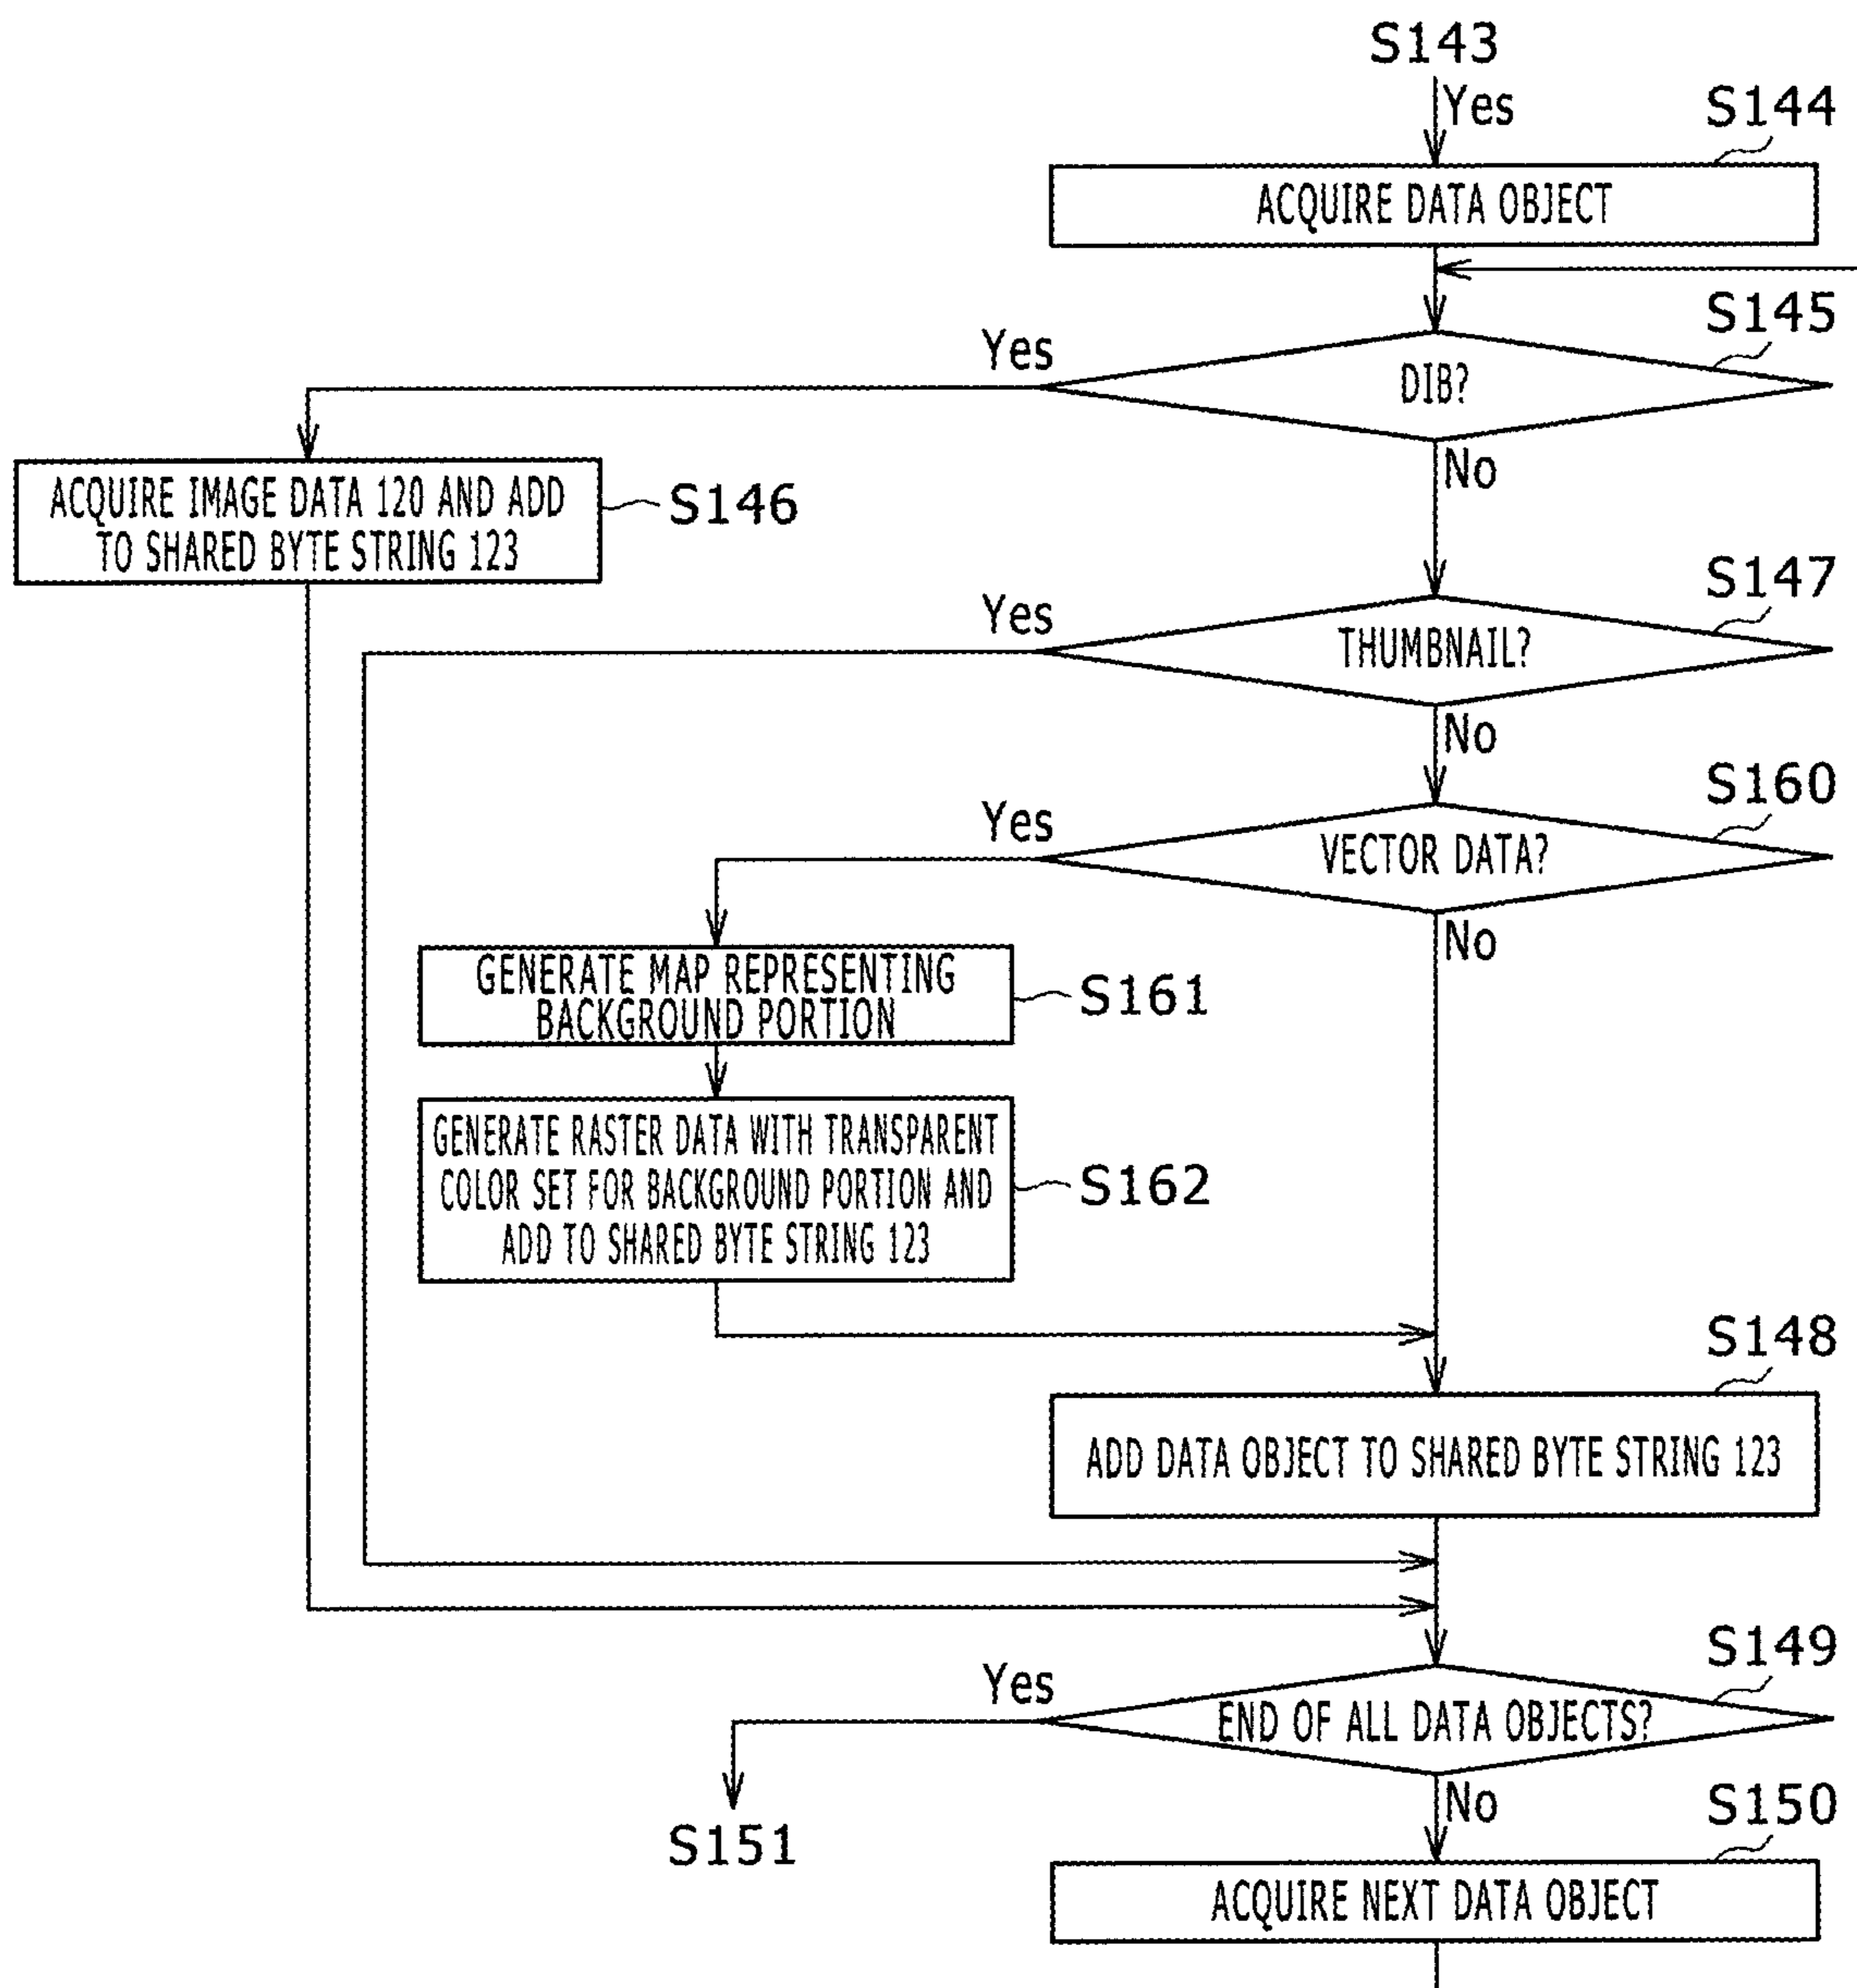 S143
Yes
S144
ACQUIRE DATA OBJECT
S145
Yes
DIB?
No
ACQUIRE IMAGE DATA 120 AND ADD
TO SHARED BYTE STRING 123
S146
S147
Yes
THUMBNAIL?
No
S160
Yes
VECTOR DATA?
No
GENERATE MAP REPRESENTING
BACKGROUND PORTION
S161
GENERATE RASTER DATA WITH TRANSPARENT
COLOR SET FOR BACKGROUND PORTION AND
ADD TO SHARED BYTE STRING 123
S162
S148
ADD DATA OBJECT TO SHARED BYTE STRING 123
S149
Yes
END OF ALL DATA OBJECTS?
No
S151
S150
ACQUIRE NEXT DATA OBJECT